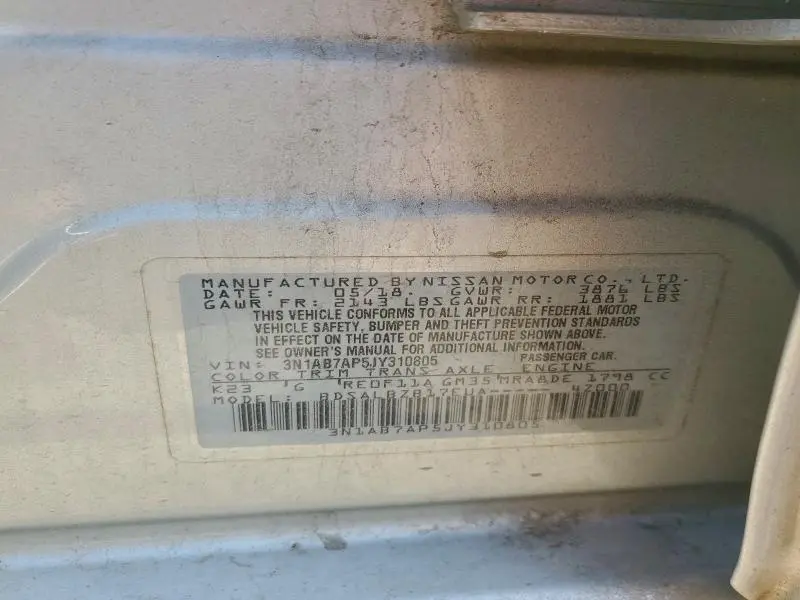 MANUFACTURED BY NISSAN MOTOR CO., LTD.
DATE: 05/18. GVWR: 3876 LBS
GAWR FR: 2143 LBS GAWR RR: 1881 LBS
THIS VEHICLE CONFORMS TO ALL APPLICABLE FEDERAL MOTOR
VEHICLE SAFETY, BUMPER AND THEFT PREVENTION STANDARDS
IN EFFECT ON THE DATE OF MANUFACTURE SHOWN ABOVE.
SEE OWNER'S MANUAL FOR ADDITIONAL INFORMATION.
VIN: 3N1AB7AP5JY310805 PASSENGER CAR.
COLOR TRIM TRANS AXLE ENGINE
K23 G RE0F11A GM35 MRA8DE 1798 CC
MODEL: BDSALBZB17EUA----- 42000
3N1AB7AP5JY310805